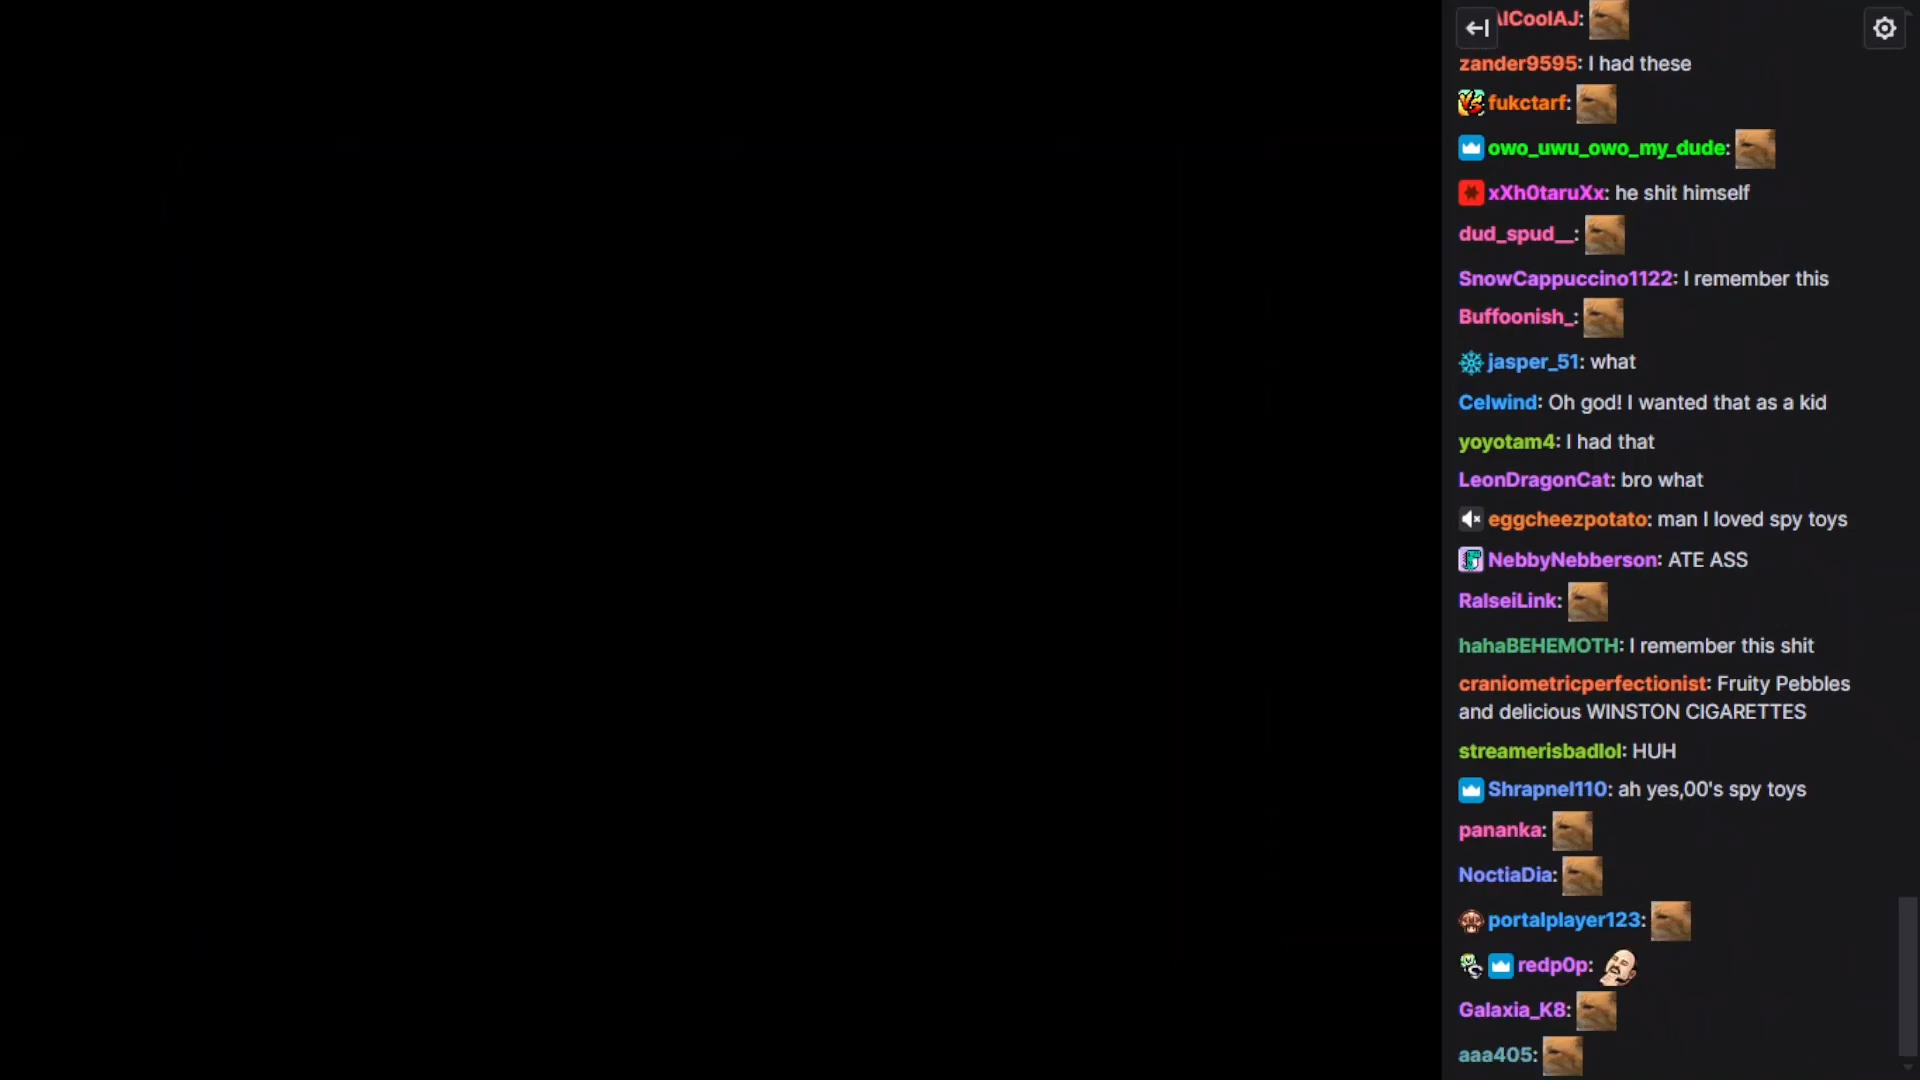 lCoolAJ:
zander9595: I had these
fukctarf:
owo_uwu_owo_my_dude:
xXh0taruXx: he shit himself
dud_spud__:
SnowCappuccino1122: I remember this
Buffoonish_:
jasper_51: what
Celwind: Oh god! I wanted that as a kid
yoyotam4: I had that
LeonDragonCat: bro what
eggcheezpotato: man I loved spy toys
NebbyNebberson: ATE ASS
RalseiLink:
hahaBEHEMOTH: I remember this shit
craniometricperfectionist: Fruity Pebbles
and delicious WINSTON CIGARETTES
streamerisbadlol: HUH
Shrapnel110: ah yes,00's spy toys
pananka:
NoctiaDia:
portalplayer123:
redp0p:
Galaxia_K8:
aaa405: